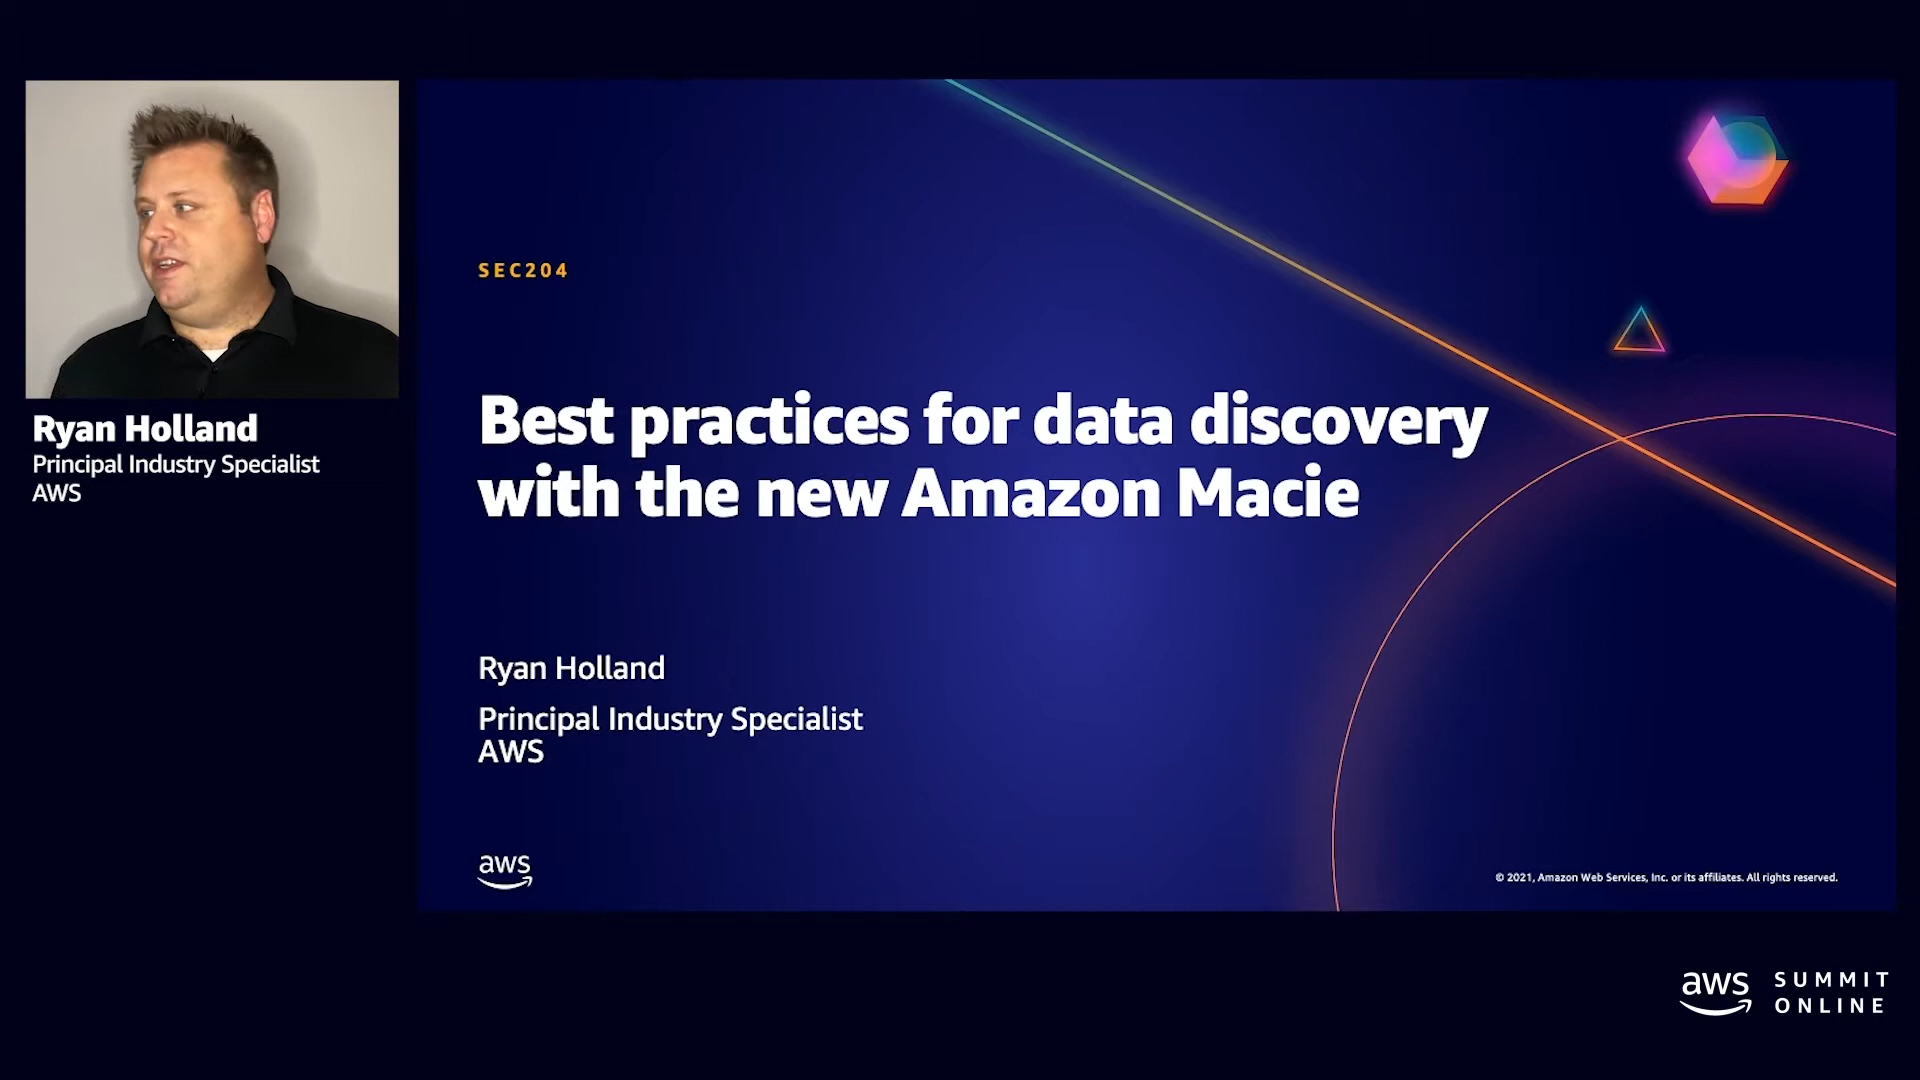 Ryan Holland
Principal Industry Specialist
AWS
SEC204
Best practices for data discovery
with the new Amazon Macie
Ryan Holland
Principal Industry Specialist
AWS
aws
© 2021, Amazon Web Services, Inc. or its affiliates. All rights reserved.
aws SUMMIT
ONLINE